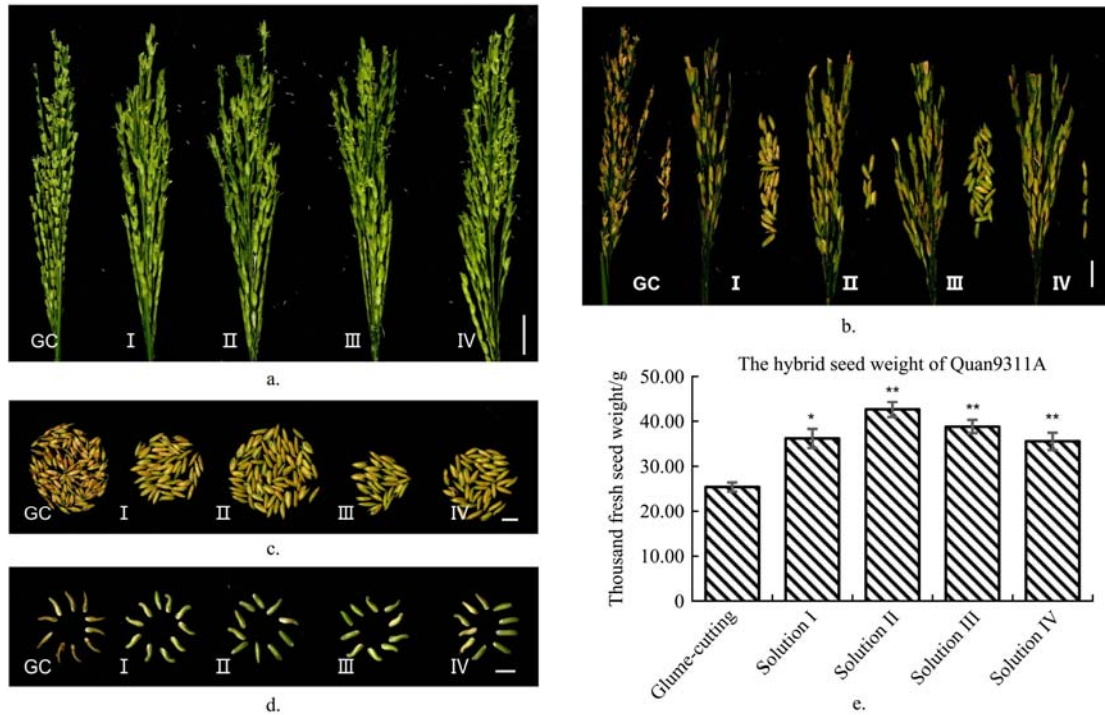 GC I II III IV
a.
GC I II III IV
b.
GC I II III IV
c.
GC I II III IV
d.
The hybrid seed weight of Quan9311A
Thousand fresh seed weight/g
50.00
40.00
30.00
20.00
10.00
0
*
**
**
**
Glume-cutting
Solution I
Solution II
Solution III
Solution IV
e.